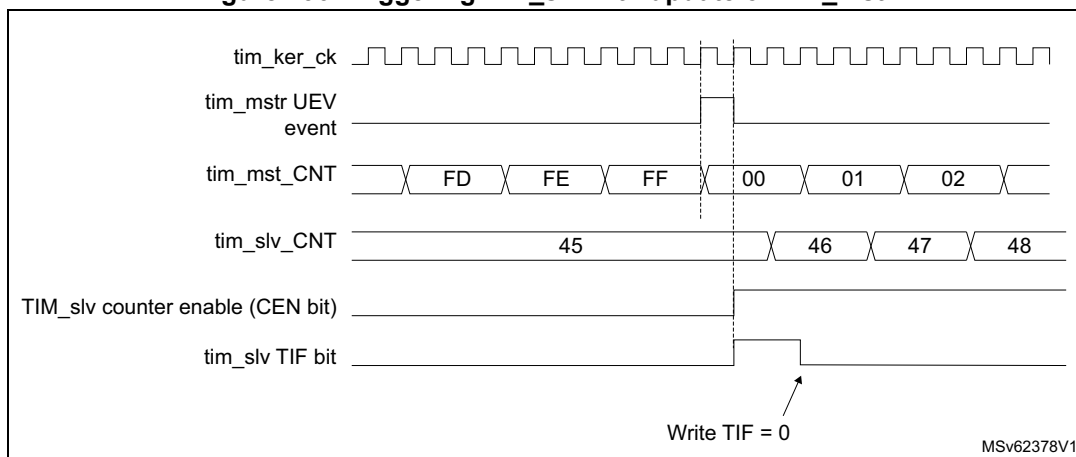 tim_ker_ck
tim_mstr UEV
event
tim_mst_CNT
FD FE FF 00 01 02
tim_slv_CNT
45 46 47 48
TIM_slv counter enable (CEN bit)
tim_slv TIF bit
Write TIF = 0
MSv62378V1